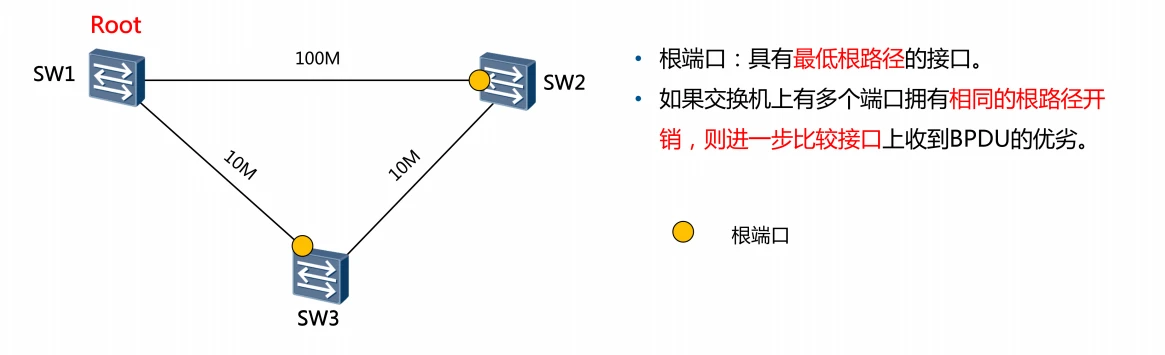 Root
SW1
100M
SW2
10M
10M
SW3
• 根端口：具有最低根路径的接口。
• 如果交换机上有多个端口拥有相同的根路径开
销，则进一步比较接口上收到BPDU的优劣。
根端口